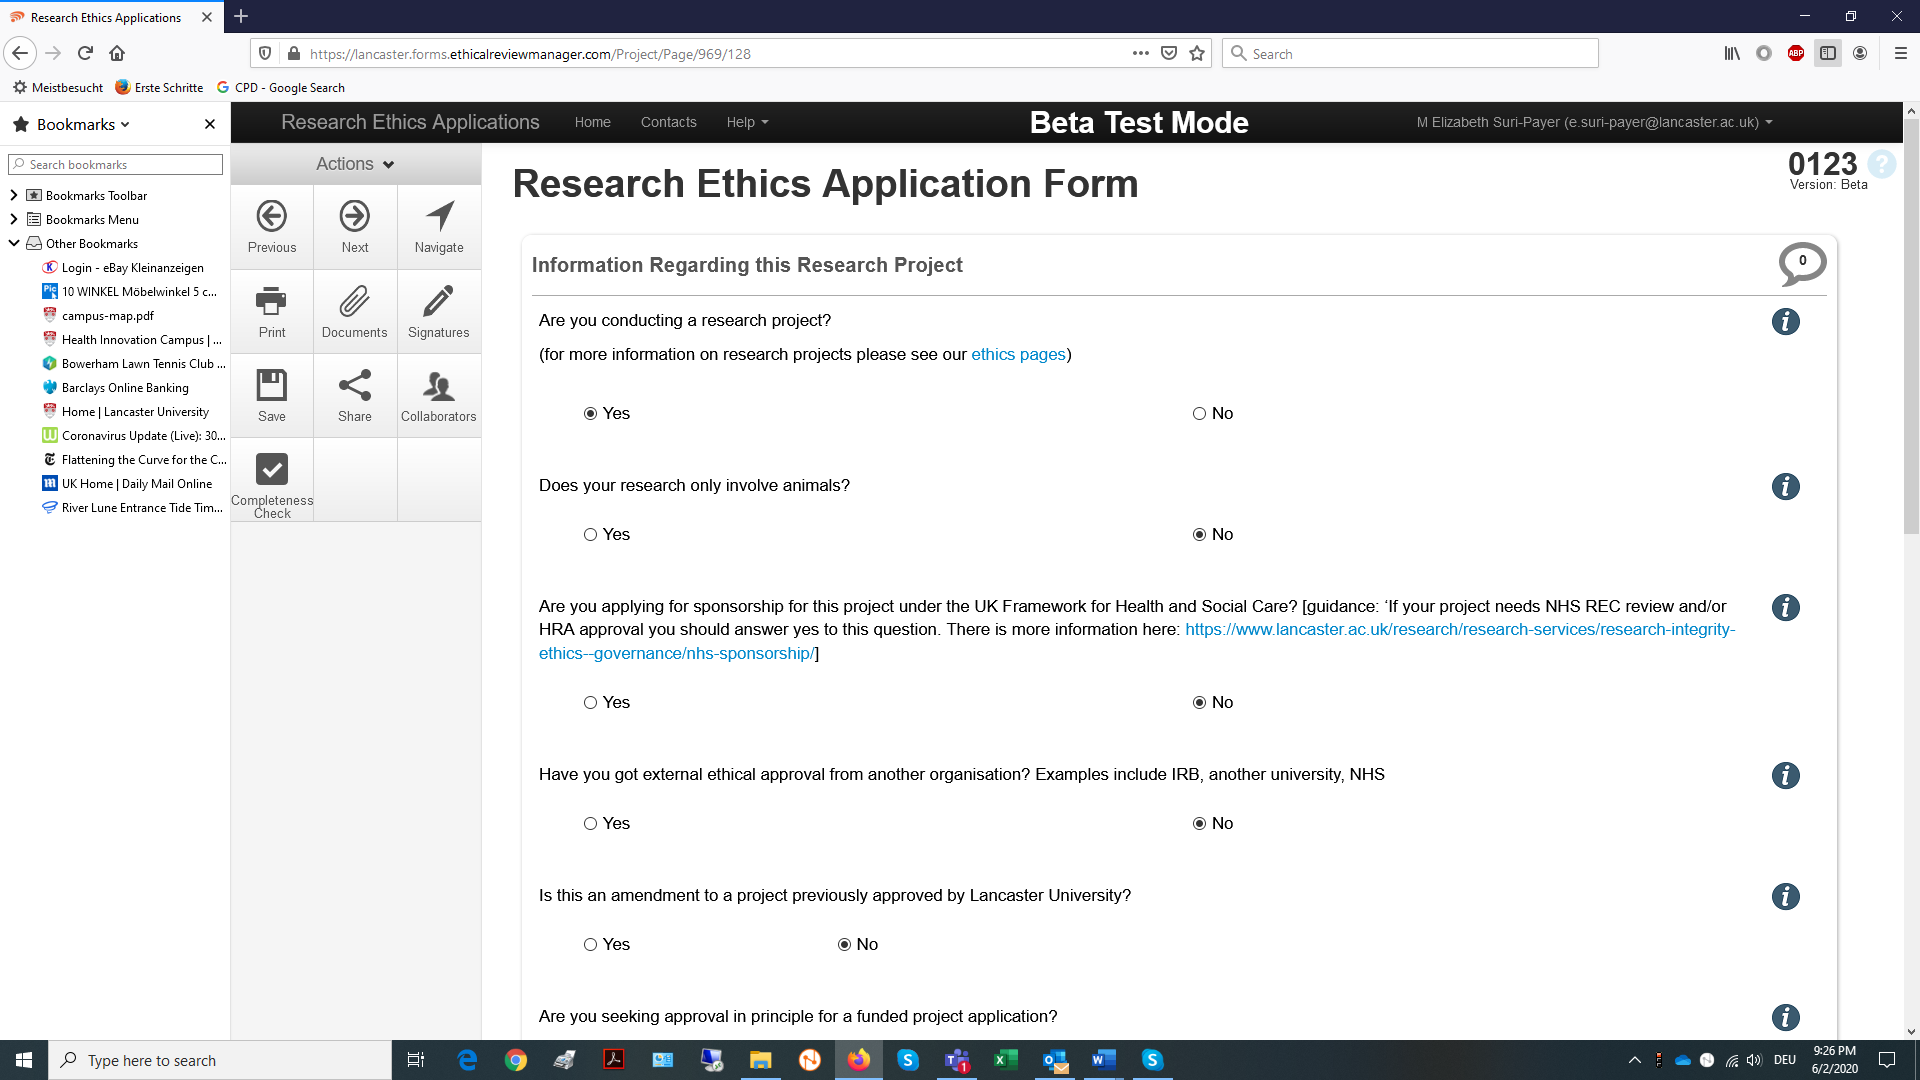 Research Ethics Applications
https://lancaster.forms.ethicalreviewmanager.com/Project/Page/969/128
Search
Meistbesucht
Erste Schritte
CPD - Google Search
Bookmarks
Search bookmarks
Bookmarks Toolbar
Bookmarks Menu
Other Bookmarks
Login - eBay Kleinanzeigen
10 WINKEL Möbelwinkel 5 c...
campus-map.pdf
Health Innovation Campus | ...
Bowerham Lawn Tennis Club ...
Barclays Online Banking
Home | Lancaster University
Coronavirus Update (Live): 30...
Flattening the Curve for the C...
UK Home | Daily Mail Online
River Lune Entrance Tide Tim...
Research Ethics Applications
Home
Contacts
Help
Beta Test Mode
M Elizabeth Suri-Payer (e.suri-payer@lancaster.ac.uk)
Actions
Previous
Next
Navigate
Print
Documents
Signatures
Save
Share
Collaborators
Completeness
Check
Research Ethics Application Form
0123
Version: Beta
Information Regarding this Research Project
0
Are you conducting a research project?
(for more information on research projects please see our ethics pages)
Yes
No
Does your research only involve animals?
Yes
No
Are you applying for sponsorship for this project under the UK Framework for Health and Social Care? [guidance: ‘If your project needs NHS REC review and/or
HRA approval you should answer yes to this question. There is more information here: https://www.lancaster.ac.uk/research/research-services/research-integrity-
ethics--governance/nhs-sponsorship/]
Yes
No
Have you got external ethical approval from another organisation? Examples include IRB, another university, NHS
Yes
No
Is this an amendment to a project previously approved by Lancaster University?
Yes
No
Are you seeking approval in principle for a funded project application?
Type here to search
DEU
9:26 PM
6/2/2020